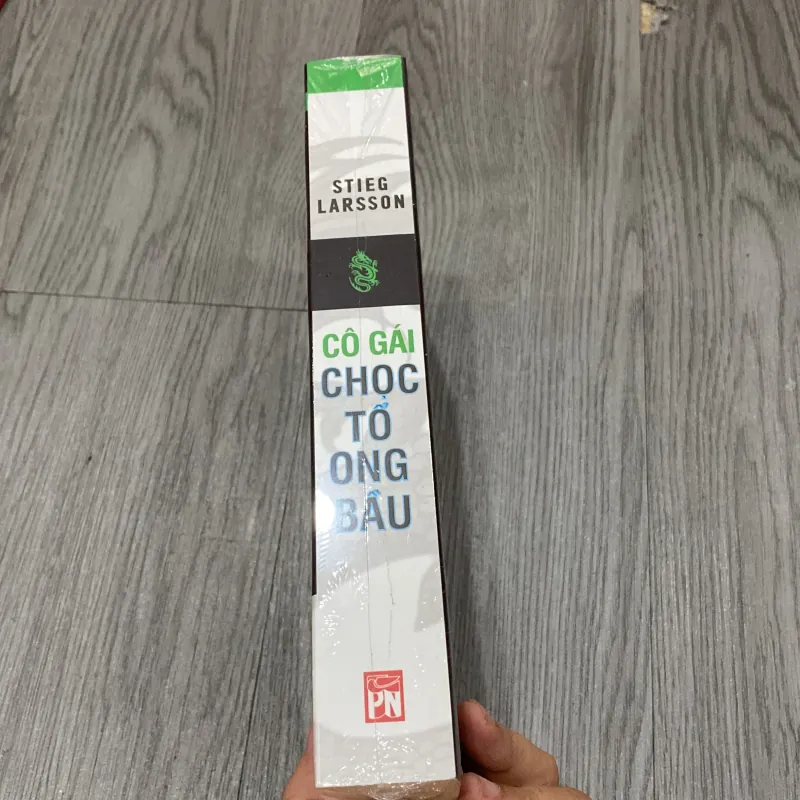 STIEG
LARSSON
CÔ GÁI
CHỌC
TỔ
ONG
BẦU
PN